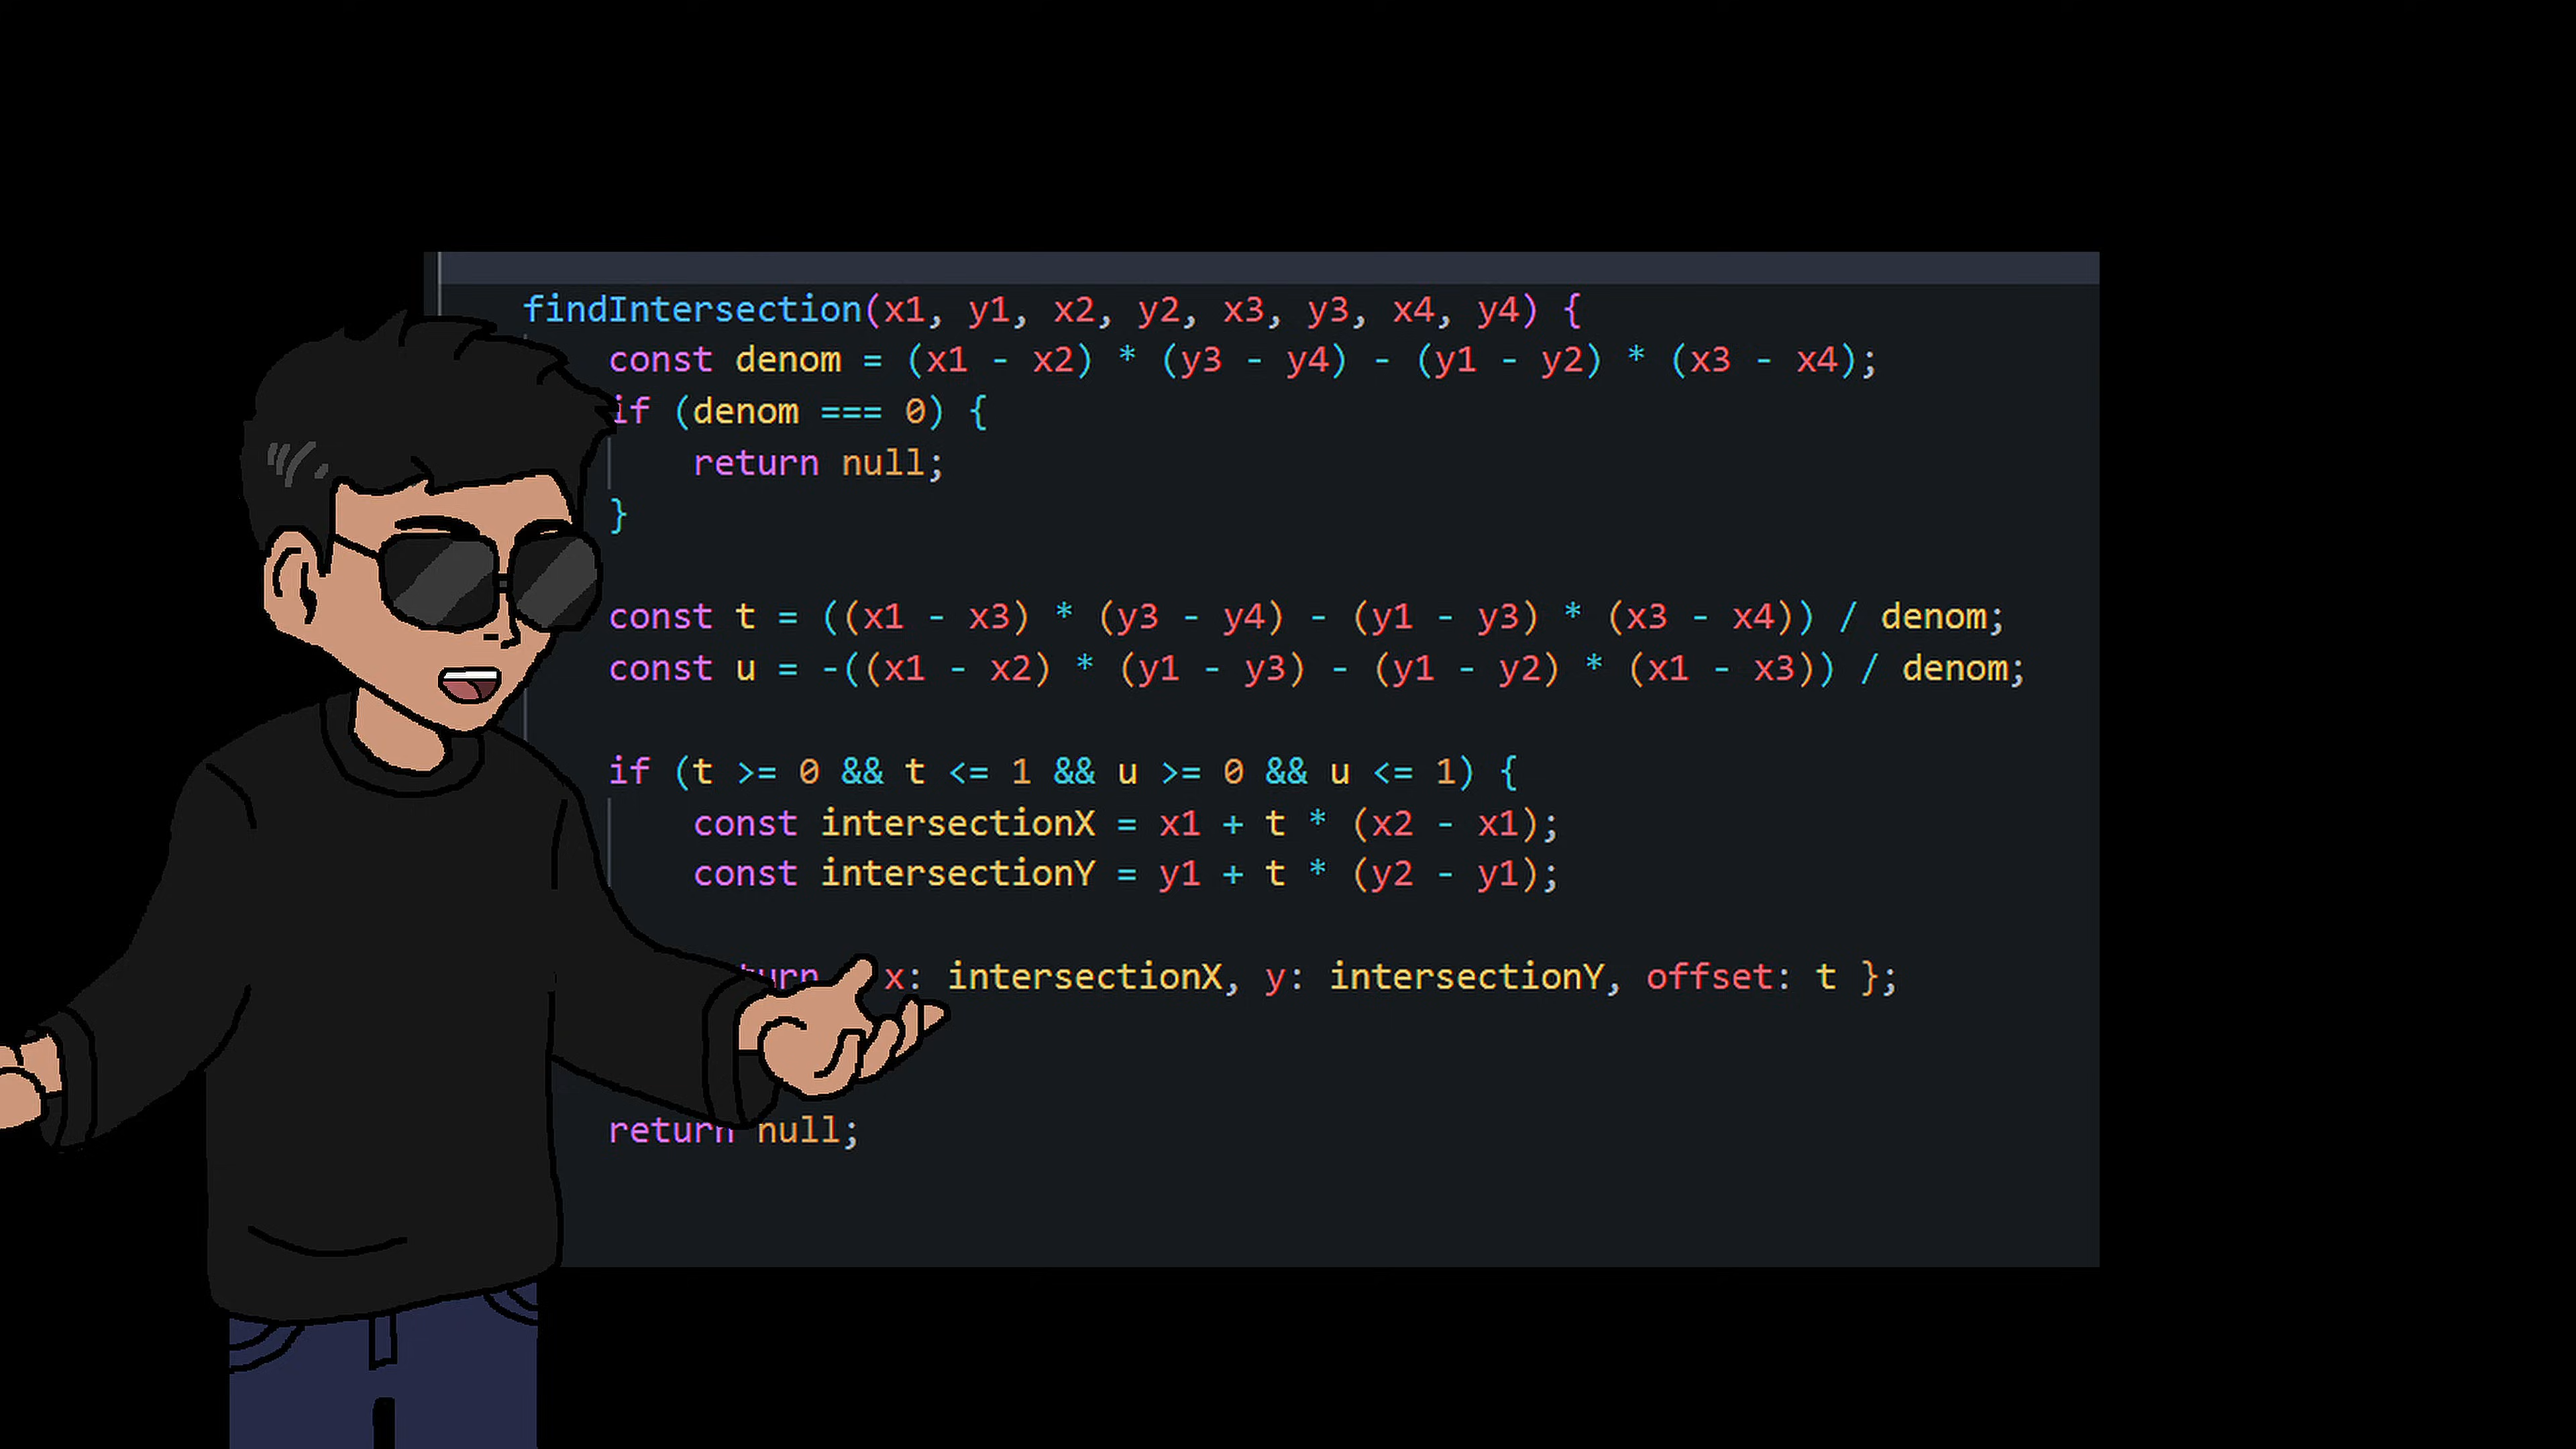 findIntersection(x1, y1, x2, y2, x3, y3, x4, y4) {
const denom = (x1 - x2) * (y3 - y4) - (y1 - y2) * (x3 - x4);
if (denom === 0) {
return null;
}
const t = ((x1 - x3) * (y3 - y4) - (y1 - y3) * (x3 - x4)) / denom;
const u = -((x1 - x2) * (y1 - y3) - (y1 - y2) * (x1 - x3)) / denom;
if (t >= 0 && t <= 1 && u >= 0 && u <= 1) {
const intersectionX = x1 + t * (x2 - x1);
const intersectionY = y1 + t * (y2 - y1);
x: intersectionX, y: intersectionY, offset: t };
return null;